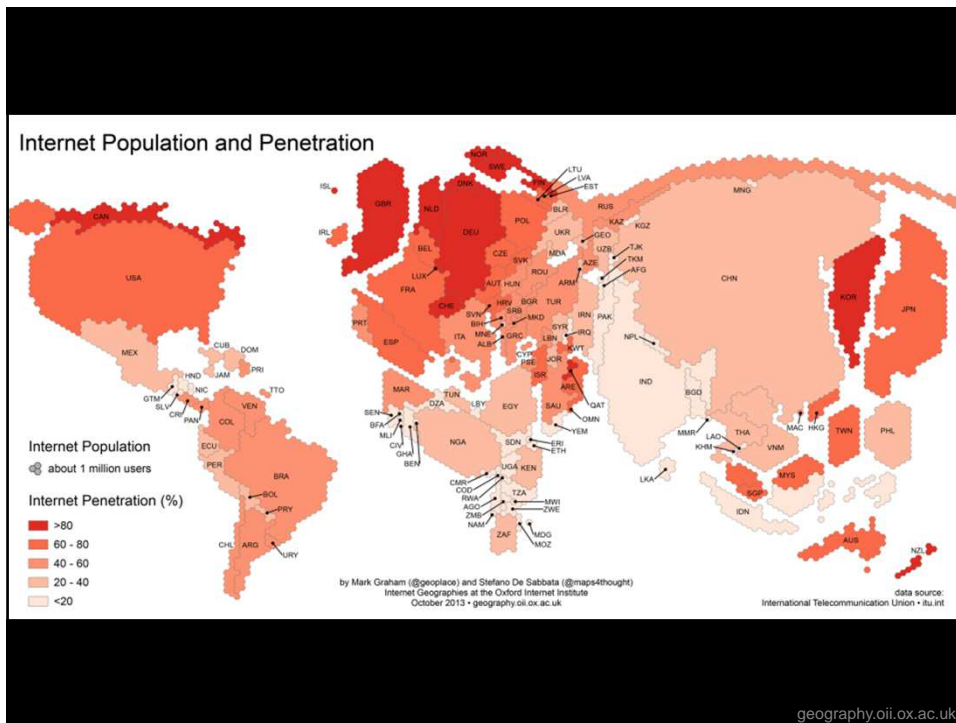 Internet Population and Penetration
NOR
SWE
FIN
LTU
LVA
EST
ISL
GBR
DNK
NLD
DEU
POL
BLR
RUS
MNG
CAN
IRL
BEL
CZE
UKR
KAZ
KGZ
GEO
MDA
UZB
TJK
TKM
AFG
USA
LUX
FRA
SVK
AUT
HUN
ROU
ARM
AZE
CHN
KOR
JPN
CHE
HRV
SRB
BGR
TUR
SVN
BIH
MKD
IRN
PAK
PRT
ESP
ITA
MNE
ALB
GRC
SYR
LBN
IRQ
NPL
MEX
CUB
DOM
JAM
PRI
CYP
PSE
JOR
KWT
ISR
IND
HND
NIC
GTM
SLV
CRI
PAN
TTO
MAR
TUN
DZA
LBY
EGY
ARE
SAU
QAT
OMN
YEM
BGD
MMR
MAC
HKG
VEN
COL
SEN
BFA
MLI
CIV
GHA
BEN
NGA
SDN
ERI
ETH
LAO
KHM
THA
VNM
TWN
PHL
ECU
PER
BRA
CMR
COD
RWA
AGO
ZMB
NAM
UGA
KEN
TZA
MWI
ZWE
LKA
MYS
SGP
IDN
BOL
PRY
CHL
ARG
URY
ZAF
MDG
MOZ
AUS
NZL
Internet Population
about 1 million users
Internet Penetration (%)
>80
60 - 80
40 - 60
20 - 40
<20
by Mark Graham (@geoplace) and Stefano De Sabbata (@maps4thought)
Internet Geographies at the Oxford Internet Institute
October 2013 • geography.oii.ox.ac.uk
data source:
International Telecommunication Union • itu.int
geography.oii.ox.ac.uk